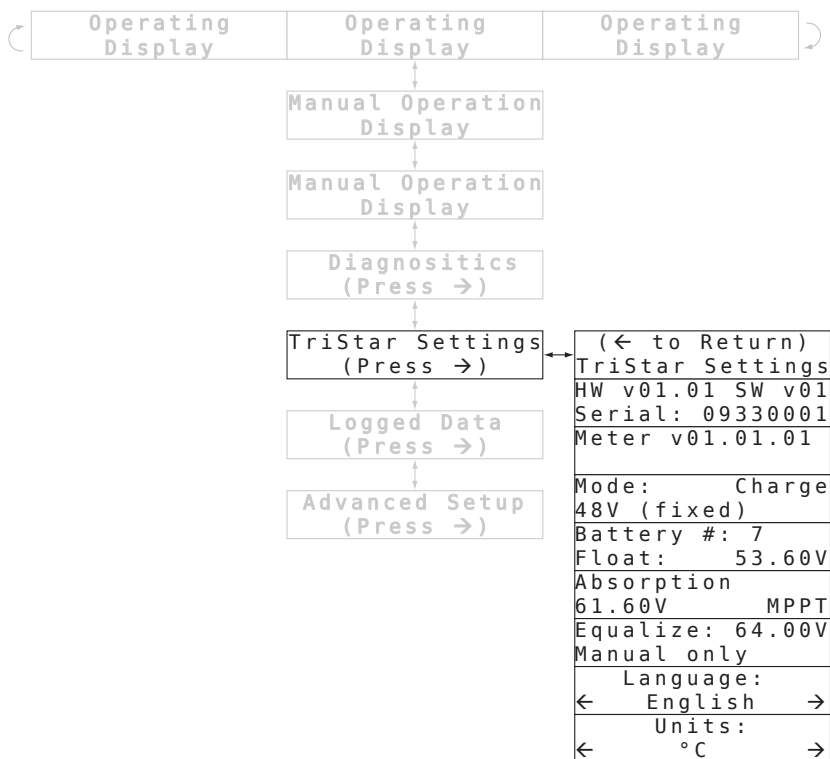 Operating
Display
Operating
Display
Operating
Display
Manual Operation
Display
Manual Operation
Display
Diagnositics
(Press →)
TriStar Settings
(Press →)
Logged Data
(Press →)
Advanced Setup
(Press →)
(← to Return)
TriStar Settings
HW v01.01 SW v01
Serial: 09330001
Meter v01.01.01
Mode: Charge
48V (fixed)
Battery #: 7
Float: 53.60V
Absorption
61.60V MPPT
Equalize: 64.00V
Manual only
Language:
← English →
Units:
← °C →